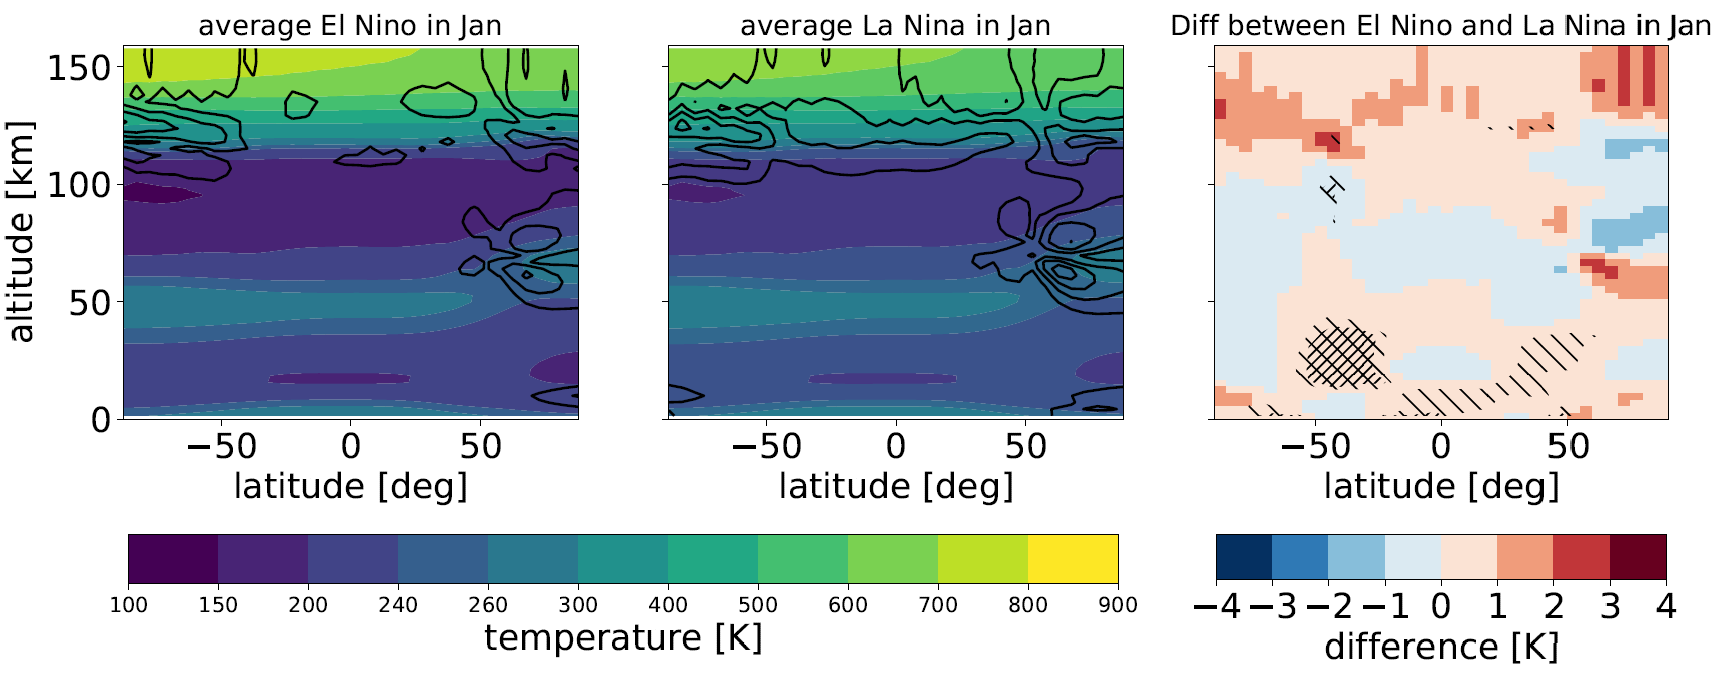 average El Nino in Jan
average La Nina in Jan
Diff between El Nino and La Nina in Jan
altitude [km]
150
100
50
0
−50 0 50
−50 0 50
−50 0 50
latitude [deg]
latitude [deg]
latitude [deg]
100 150 200 240 260 300 400 500 600 700 800 900
temperature [K]
−4 −3 −2 −1 0 1 2 3 4
difference [K]